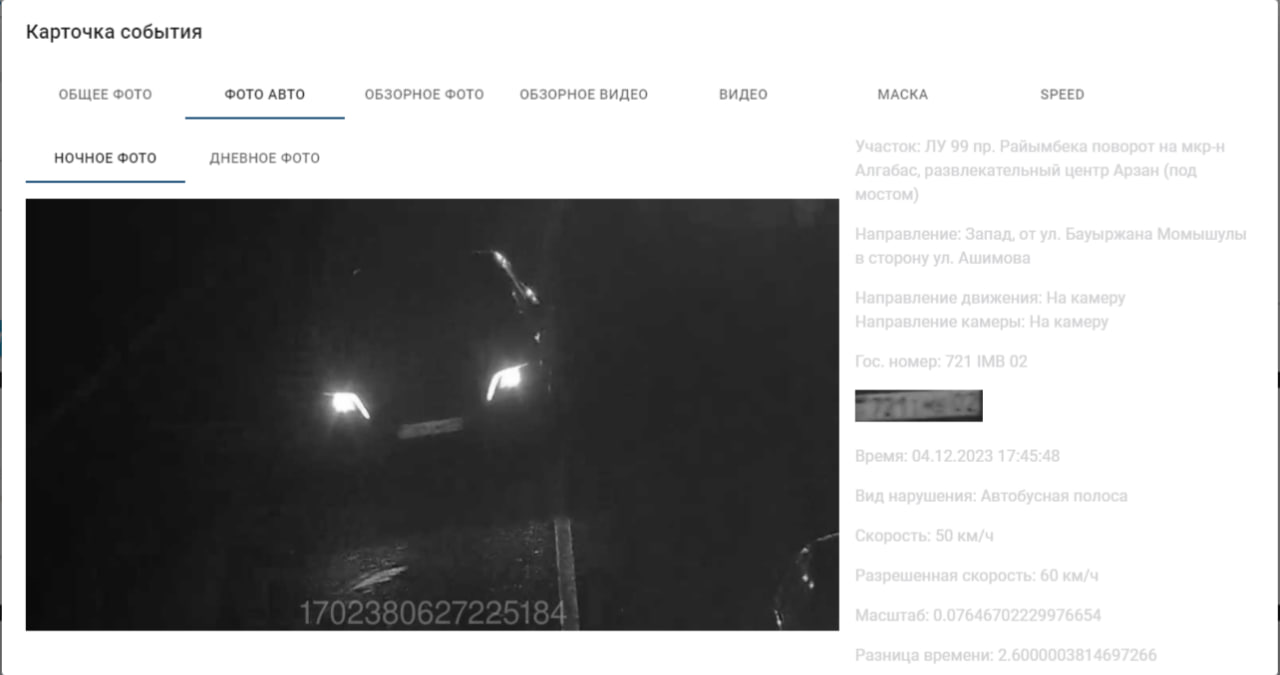 Карточка события
ОБЩЕЕ ФОТО
ФОТО АВТО
ОБЗОРНОЕ ФОТО
ОБЗОРНОЕ ВИДЕО
ВИДЕО
МАСКА
SPEED
НОЧНОЕ ФОТО
ДНЕВНОЕ ФОТО
1702380627225184
Участок: ЛУ 99 пр. Райымбека поворот на мкр-н
Алгабас, развлекательный центр Арзан (под
мостом)
Направление: Запад, от ул. Бауыржана Момышулы
в сторону ул. Ашимова
Направление движения: На камеру
Направление камеры: На камеру
Гос. номер: 721 IMB 02
Время: 04.12.2023 17:45:48
Вид нарушения: Автобусная полоса
Скорость: 50 км/ч
Разрешенная скорость: 60 км/ч
Масштаб: 0.07646702229976654
Разница времени: 2.6000003814697266